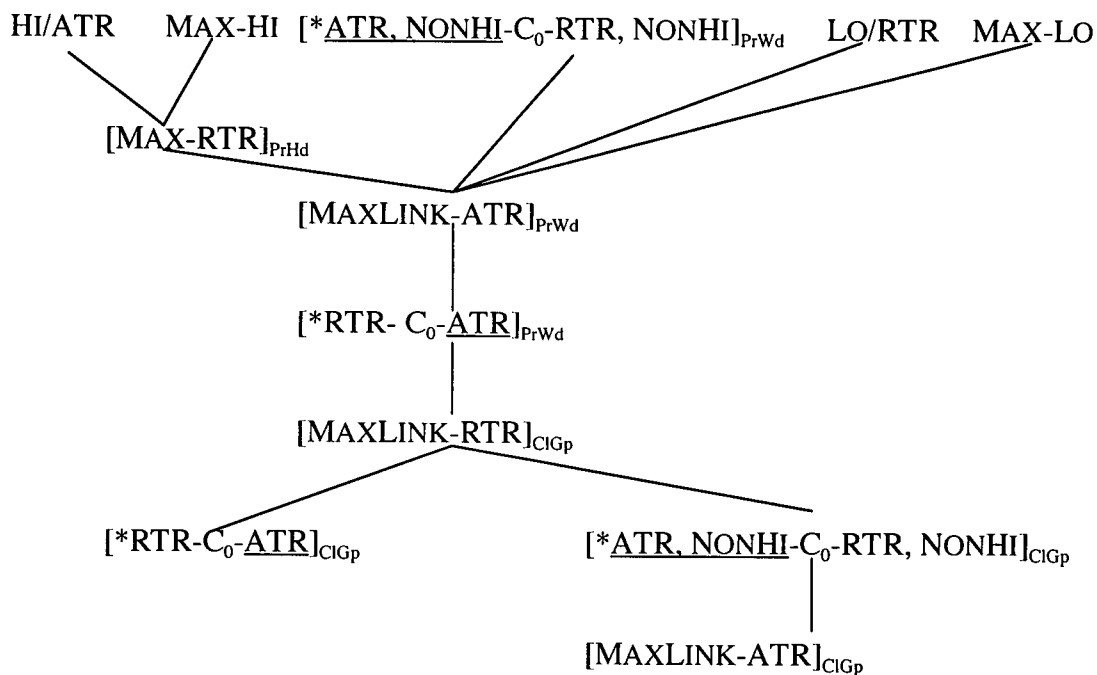 HI/ATR MAX-HI [*ATR, NONHI-C₀-RTR, NONHI]PrWd LO/RTR MAX-LO
[MAX-RTR]PrHd
[MAXLINK-ATR]PrWd
[*RTR- C₀-ATR]PrWd
[MAXLINK-RTR]ClGp
[*RTR-C₀-ATR]ClGp [*ATR, NONHI-C₀-RTR, NONHI]ClGp
[MAXLINK-ATR]ClGp